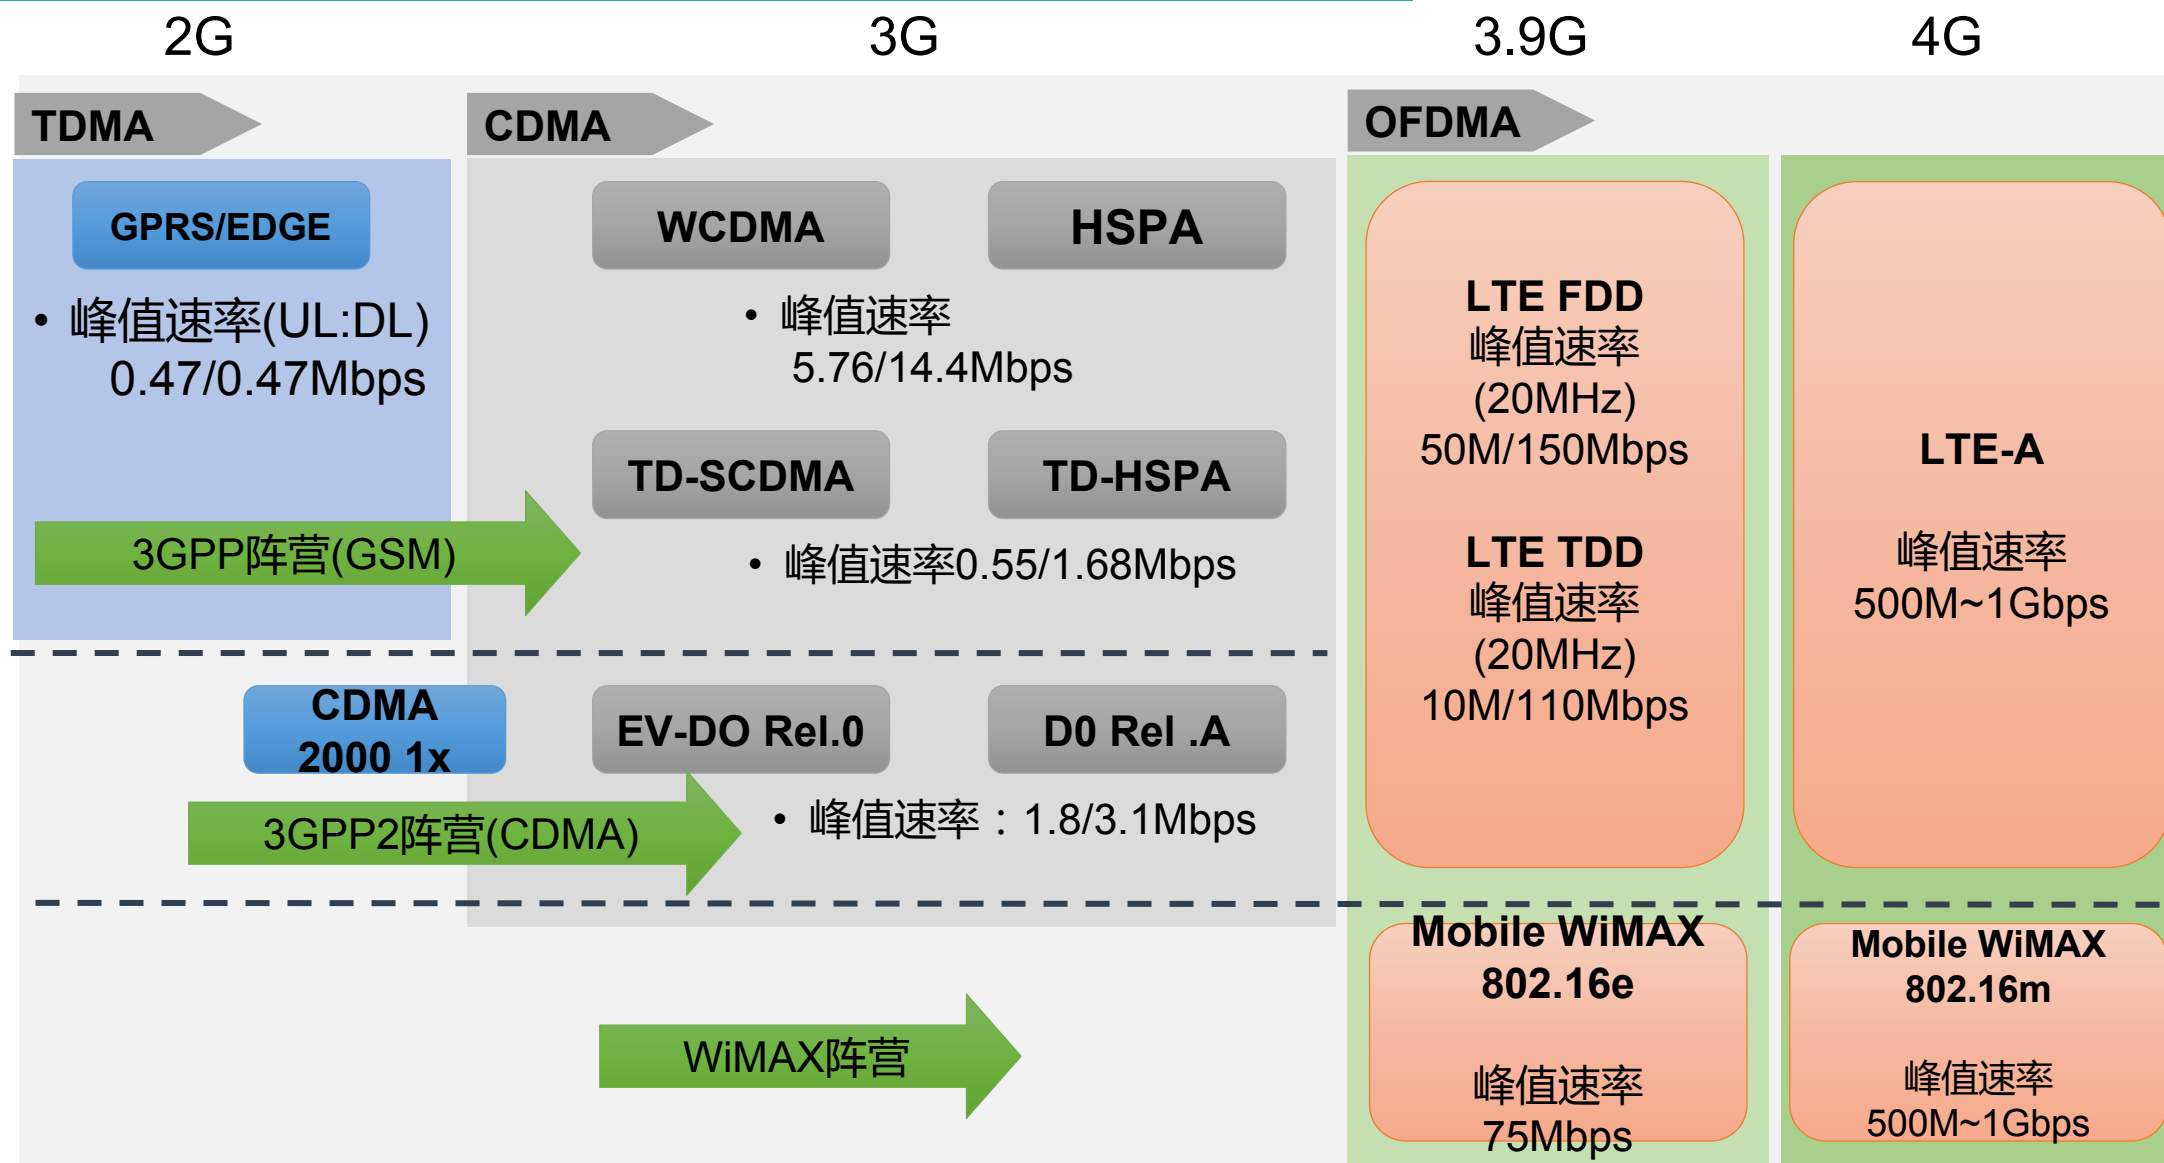 2G
3G
3.9G
4G
TDMA
CDMA
OFDMA
GPRS/EDGE
• 峰值速率(UL:DL)
0.47/0.47Mbps
WCDMA
HSPA
• 峰值速率
5.76/14.4Mbps
TD-SCDMA
TD-HSPA
• 峰值速率0.55/1.68Mbps
3GPP阵营(GSM)
LTE FDD
峰值速率
(20MHz)
50M/150Mbps
LTE TDD
峰值速率
(20MHz)
10M/110Mbps
LTE-A
峰值速率
500M~1Gbps
CDMA
2000 1x
EV-DO Rel.0
D0 Rel .A
• 峰值速率：1.8/3.1Mbps
3GPP2阵营(CDMA)
WiMAX阵营
Mobile WiMAX
802.16e
峰值速率
75Mbps
Mobile WiMAX
802.16m
峰值速率
500M~1Gbps